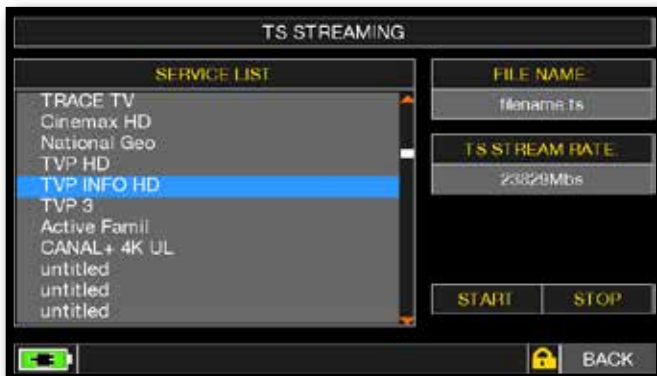 TS STREAMING
SERVICE LIST
TRACE TV
Cinemax HD
National Geo
TVP HD
TVP INFO HD
TVP 3
Active Famil
CANAL+ 4K UL
untitled
untitled
untitled
FILE NAME
filename.ts
TS STREAM RATE
23829Mbs
START
STOP
BACK